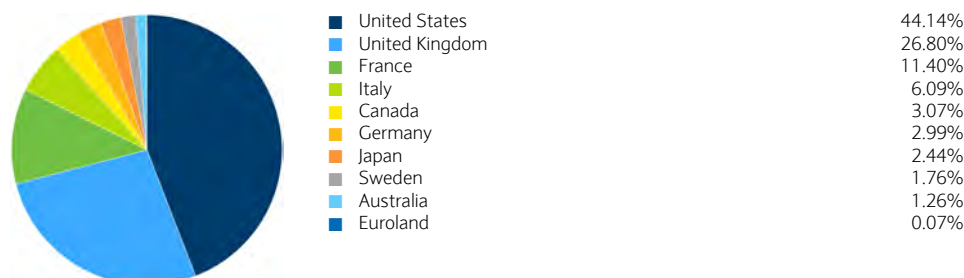 United States 44.14%
United Kingdom 26.80%
France 11.40%
Italy 6.09%
Canada 3.07%
Germany 2.99%
Japan 2.44%
Sweden 1.76%
Australia 1.26%
Euroland 0.07%